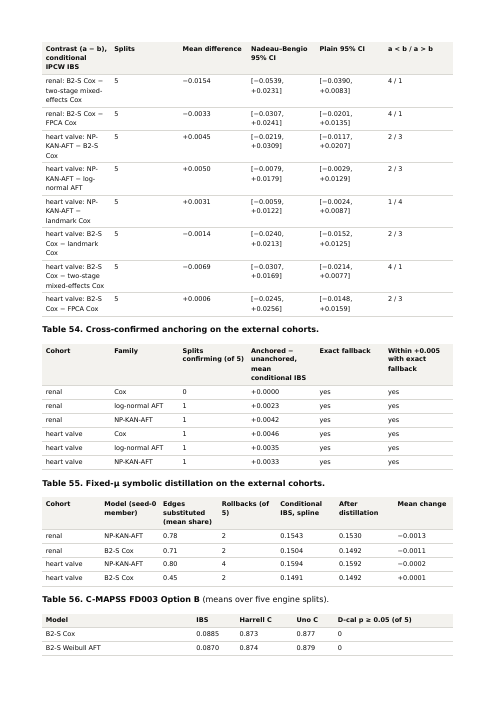 Contrast (a − b), conditional IPCW IBS | Splits | Mean difference | Nadeau–Bengio 95% CI | Plain 95% CI | a < b / a > b
renal: B2-S Cox − two-stage mixed-effects Cox | 5 | −0.0154 | [−0.0539, +0.0231] | [−0.0390, +0.0083] | 4 / 1
renal: B2-S Cox − FPCA Cox | 5 | −0.0033 | [−0.0307, +0.0241] | [−0.0201, +0.0135] | 4 / 1
heart valve: NP-KAN-AFT − B2-S Cox | 5 | +0.0045 | [−0.0219, +0.0309] | [−0.0117, +0.0207] | 2 / 3
heart valve: NP-KAN-AFT − log-normal AFT | 5 | +0.0050 | [−0.0079, +0.0179] | [−0.0029, +0.0129] | 2 / 3
heart valve: NP-KAN-AFT − landmark Cox | 5 | +0.0031 | [−0.0059, +0.0122] | [−0.0024, +0.0087] | 1 / 4
heart valve: B2-S Cox − landmark Cox | 5 | −0.0014 | [−0.0240, +0.0213] | [−0.0152, +0.0125] | 2 / 3
heart valve: B2-S Cox − two-stage mixed-effects Cox | 5 | −0.0069 | [−0.0307, +0.0169] | [−0.0214, +0.0077] | 4 / 1
heart valve: B2-S Cox − FPCA Cox | 5 | +0.0006 | [−0.0245, +0.0256] | [−0.0148, +0.0159] | 2 / 3
Table 54. Cross-confirmed anchoring on the external cohorts.
Cohort | Family | Splits confirming (of 5) | Anchored − unanchored, mean conditional IBS | Exact fallback | Within +0.005 with exact fallback
renal | Cox | 0 | +0.0000 | yes | yes
renal | log-normal AFT | 1 | +0.0023 | yes | yes
renal | NP-KAN-AFT | 1 | +0.0042 | yes | yes
heart valve | Cox | 1 | +0.0046 | yes | yes
heart valve | log-normal AFT | 1 | +0.0035 | yes | yes
heart valve | NP-KAN-AFT | 1 | +0.0033 | yes | yes
Table 55. Fixed-μ symbolic distillation on the external cohorts.
Cohort | Model (seed-0 member) | Edges substituted (mean share) | Rollbacks (of 5) | Conditional IBS, spline | After distillation | Mean change
renal | NP-KAN-AFT | 0.78 | 2 | 0.1543 | 0.1530 | −0.0013
renal | B2-S Cox | 0.71 | 2 | 0.1504 | 0.1492 | −0.0011
heart valve | NP-KAN-AFT | 0.80 | 4 | 0.1594 | 0.1592 | −0.0002
heart valve | B2-S Cox | 0.45 | 2 | 0.1491 | 0.1492 | +0.0001
Table 56. C-MAPSS FD003 Option B (means over five engine splits).
Model | IBS | Harrell C | Uno C | D-cal p ≥ 0.05 (of 5)
B2-S Cox | 0.0885 | 0.873 | 0.877 | 0
B2-S Weibull AFT | 0.0870 | 0.874 | 0.879 | 0